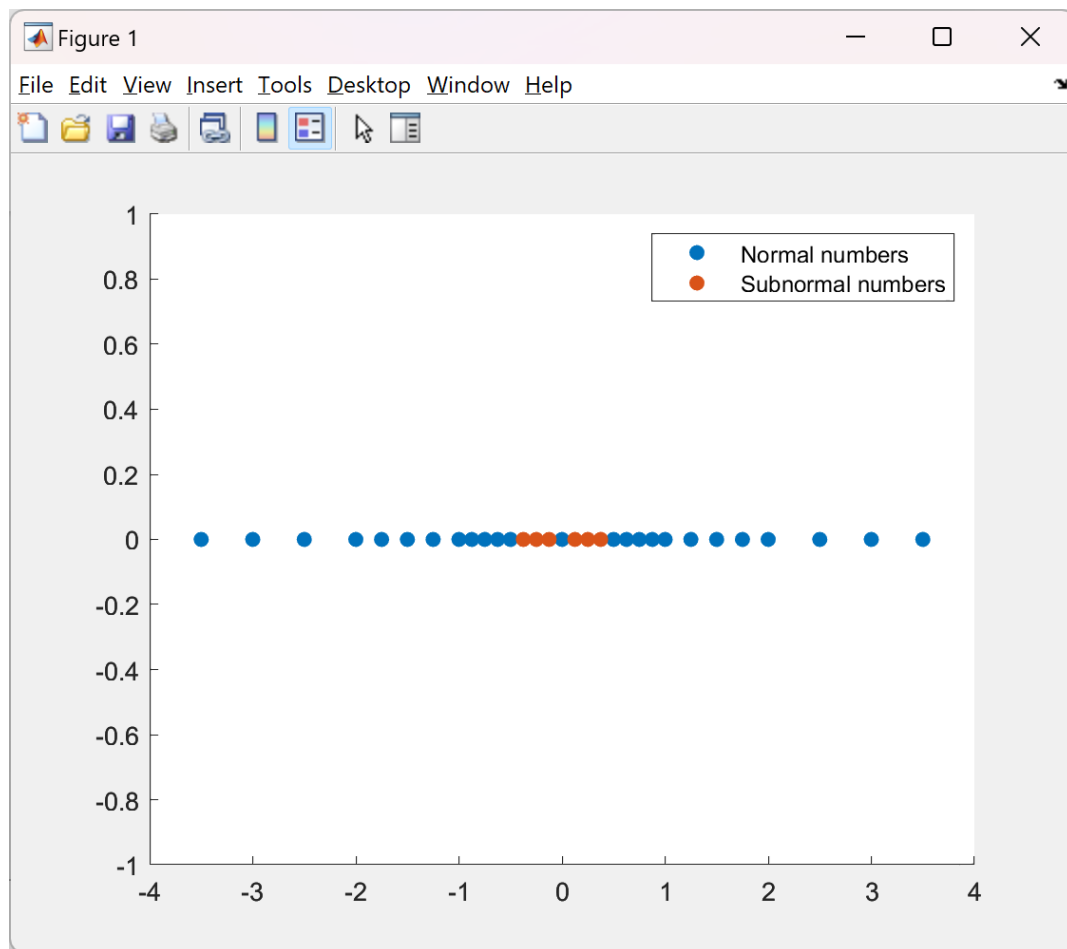 Figure 1
File Edit View Insert Tools Desktop Window Help
Normal numbers
Subnormal numbers
1
0.8
0.6
0.4
0.2
0
-0.2
-0.4
-0.6
-0.8
-1
-4 -3 -2 -1 0 1 2 3 4